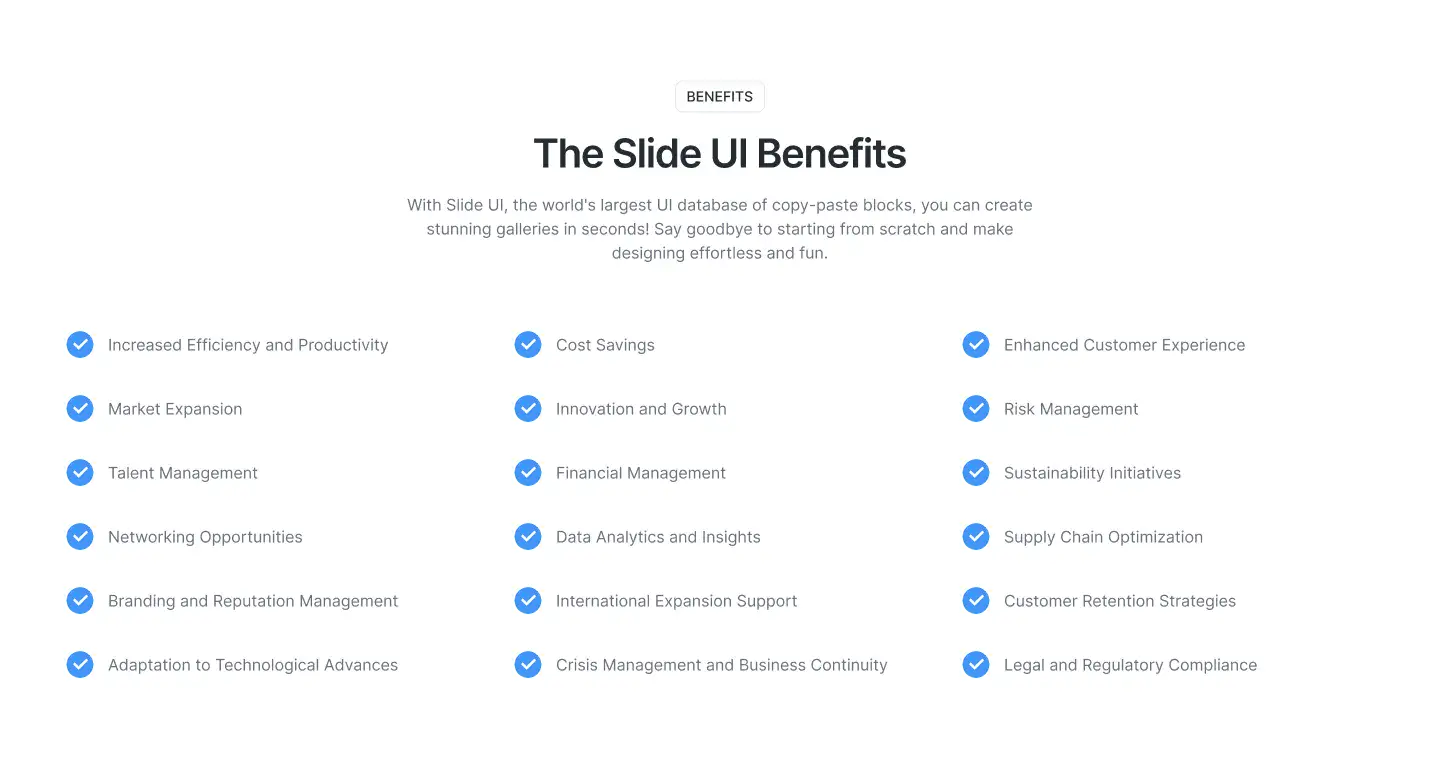 BENEFITS
The Slide UI Benefits
With Slide UI, the world's largest UI database of copy-paste blocks, you can create
stunning galleries in seconds! Say goodbye to starting from scratch and make
designing effortless and fun.
Increased Efficiency and Productivity
Cost Savings
Enhanced Customer Experience
Market Expansion
Innovation and Growth
Risk Management
Talent Management
Financial Management
Sustainability Initiatives
Networking Opportunities
Data Analytics and Insights
Supply Chain Optimization
Branding and Reputation Management
International Expansion Support
Customer Retention Strategies
Adaptation to Technological Advances
Crisis Management and Business Continuity
Legal and Regulatory Compliance